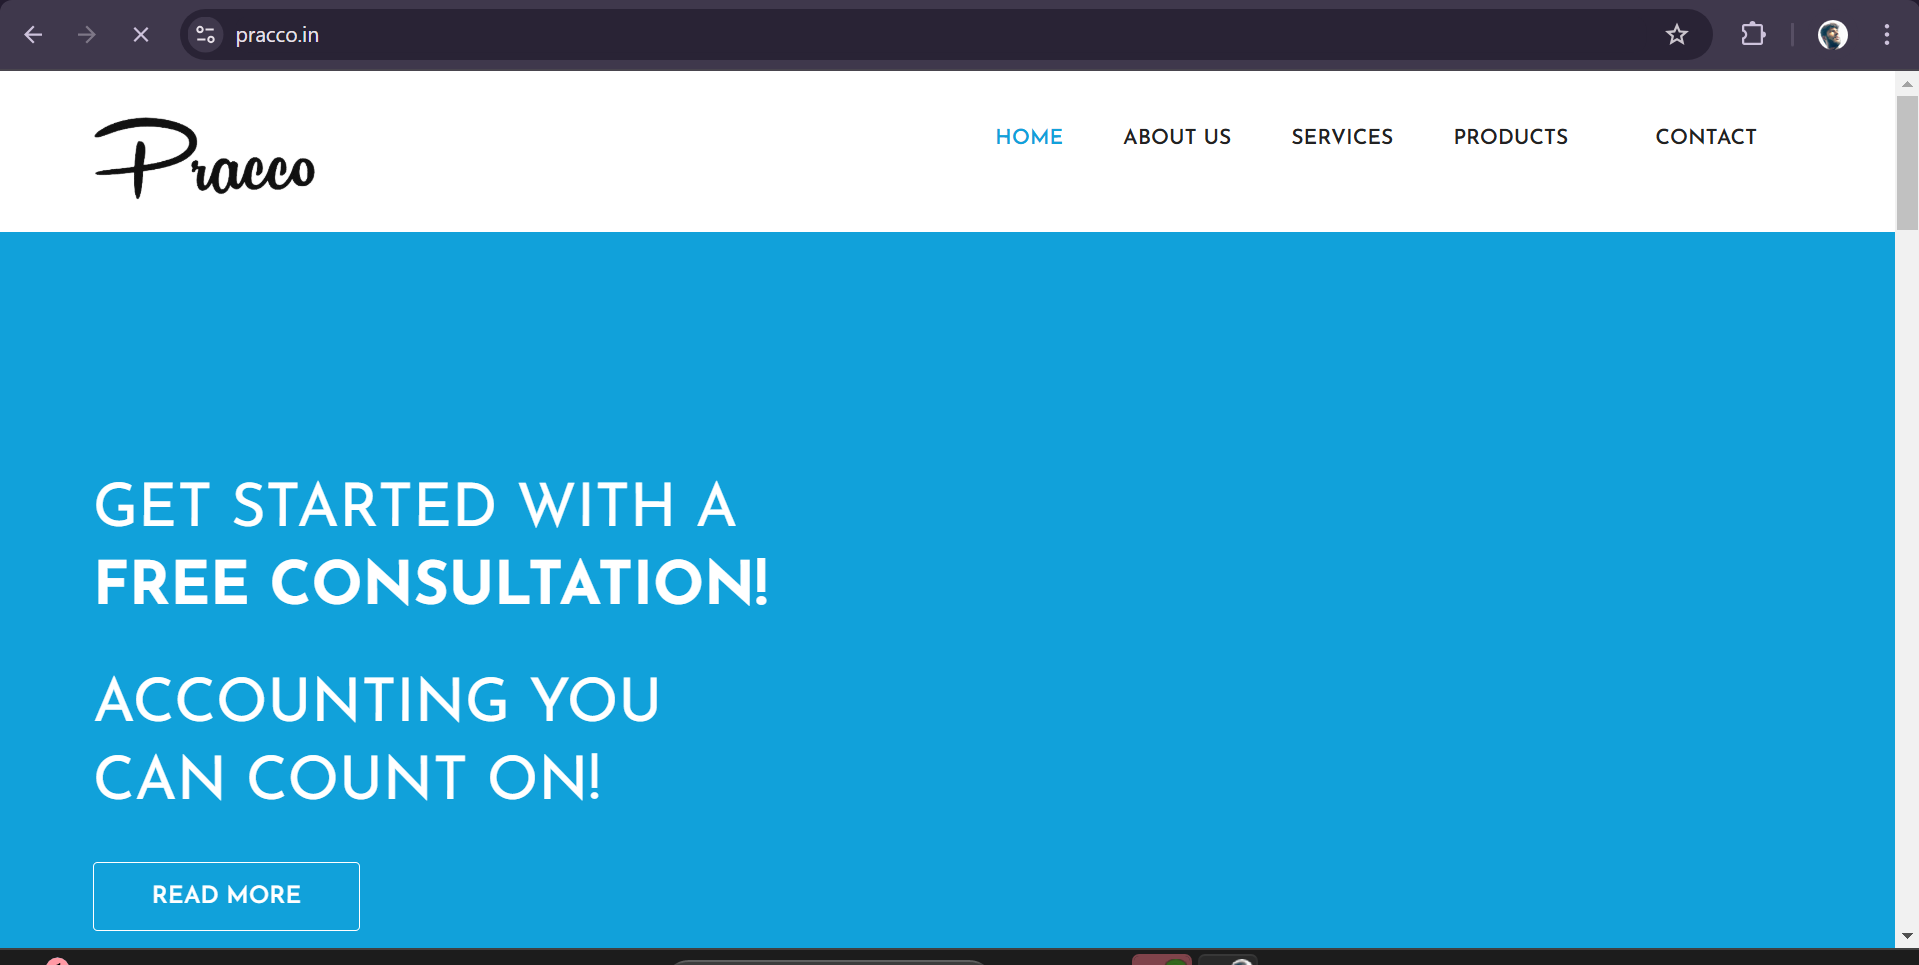 pracco.in
Pracco
HOME
ABOUT US
SERVICES
PRODUCTS
CONTACT
GET STARTED WITH A
FREE CONSULTATION!
ACCOUNTING YOU
CAN COUNT ON!
READ MORE